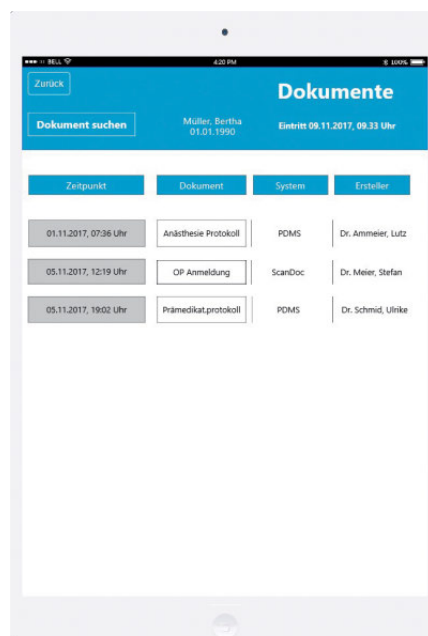 BELL 4:20 PM 100%
Zurück
Dokumente
Dokument suchen
Müller, Bertha
01.01.1990
Eintritt 09.11.2017, 09.33 Uhr
Zeitpunkt Dokument System Ersteller
01.11.2017, 07:36 Uhr Anästhesie Protokoll PDMS Dr. Ammeier, Lutz
05.11.2017, 12:19 Uhr OP Anmeldung ScanDoc Dr. Meier, Stefan
05.11.2017, 19:02 Uhr Prämedikat.protokoll PDMS Dr. Schmid, Ulrike